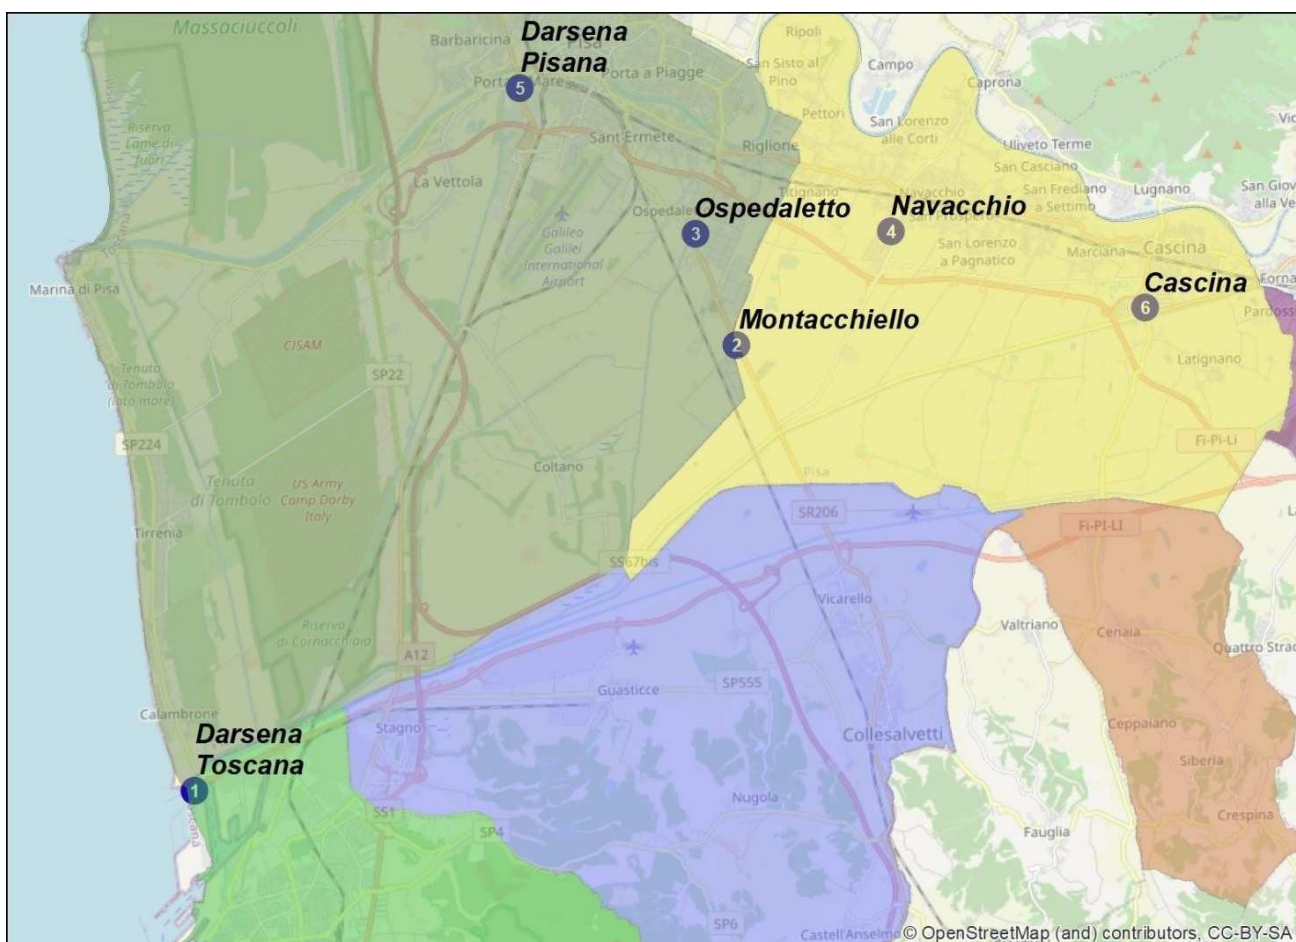 Massaciuccoli
Barbaricina
Darsena
Pisana
Pisa
Porta a Mare
5
Porta a Piagge
Sant'Ermete
Riglione
Ripoli
San Sisto al
Pino
Pettori
Campo
Caprona
San Lorenzo
alle Corti
Uliveto Terme
San Casciano
San Frediano
a Settimo
Lugnano
San Giov
alla Ve
Riserva
Lame di
fuori
La Vettola
Titignano
Navacchio
Ospedaletto
3
Navacchio
4
San Lorenzo
a Pagnatico
Marciana
Cascina
Galileo
Galilei
International
Airport
Cascina
6
Forna
Marina di Pisa
Montacchiello
2
CISAM
SP22
Latignano
Tenuta
di Tombolo
SP224
Fi-Pi-Li
Coltano
Pisa
Tenuta
di Tombolo
US Army
Camp Darby
Italy
SR206
Fi-PI-LI
Tirrenia
SS67bis
Vicarello
Valtriano
Cenaia
Quattro Strac
Riserva
di Cornacchiaia
A12
Guasticce
SP555
Calambrone
Stagno
Collesalvetti
Ceppaiano
Siberia
Darsena
Toscana
1
Toscana
Nugola
SS1
SP4
Crespina
Fauglia
SP6
Castell'Anselmo
© OpenStreetMap (and) contributors, CC-BY-SA